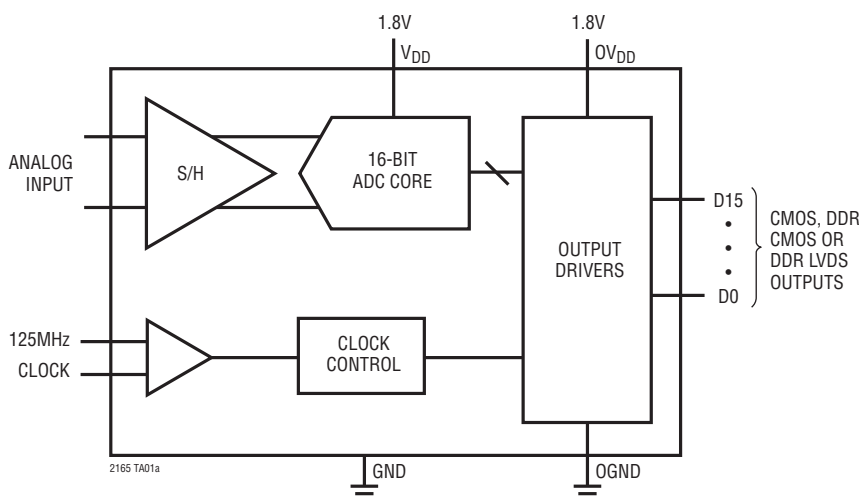 1.8V
1.8V
VDD
OVDD
ANALOG
INPUT
S/H
16-BIT
ADC CORE
OUTPUT
DRIVERS
D15
•
•
•
D0
CMOS, DDR
CMOS OR
DDR LVDS
OUTPUTS
125MHz
CLOCK
CLOCK
CONTROL
2165 TA01a
GND
OGND